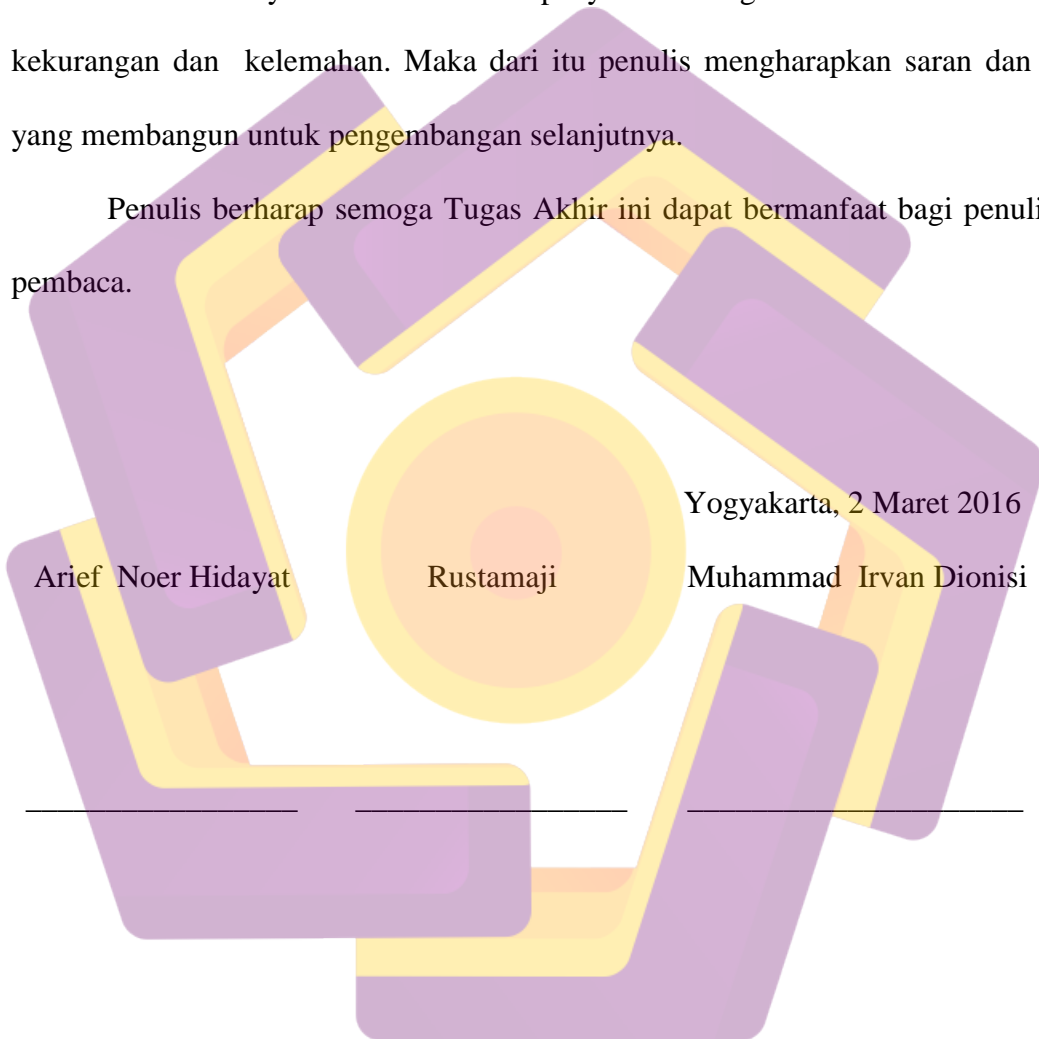 kekurangan dan kelemahan. Maka dari itu penulis mengharapkan saran dan
yang membangun untuk pengembangan selanjutnya.
Penulis berharap semoga Tugas Akhir ini dapat bermanfaat bagi penuli
pembaca.
Yogyakarta, 2 Maret 2016
Arief Noer Hidayat Rustamaji Muhammad Irvan Dionisi